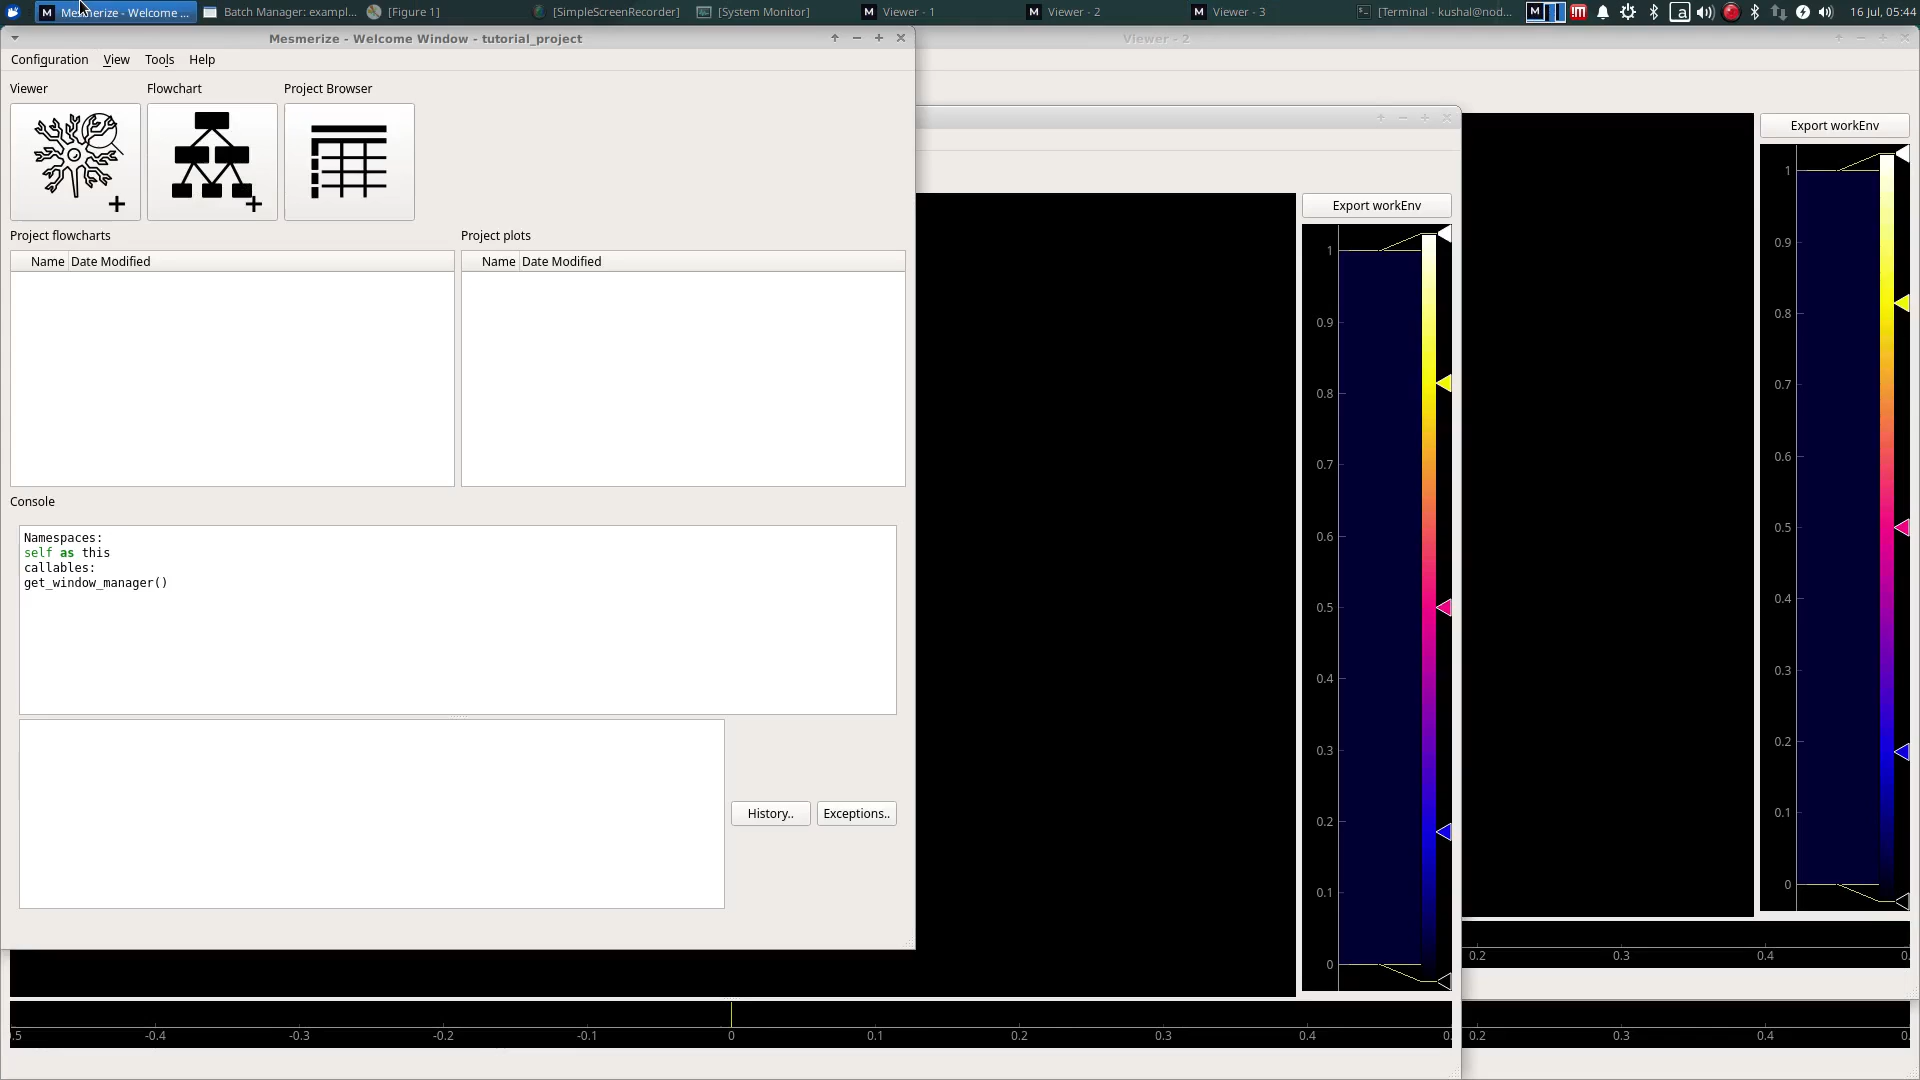 Mesmerize - Welcome ...
Batch Manager: exampl...
[Figure 1]
[SimpleScreenRecorder]
[System Monitor]
Viewer - 1
Viewer - 2
Viewer - 3
[Terminal - kushal@nod...
16 Jul, 05:44
Mesmerize - Welcome Window - tutorial_project
Viewer - 2
Configuration View Tools Help
Viewer
Flowchart
Project Browser
Export workEnv
Export workEnv
Project flowcharts
Project plots
Name Date Modified
Name Date Modified
Console
Namespaces:
self as this
callables:
get_window_manager()
History..
Exceptions..
1
0.9
0.8
0.7
0.6
0.5
0.4
0.3
0.2
0.1
0
1
0.9
0.8
0.7
0.6
0.5
0.4
0.3
0.2
0.1
0
0.2 0.3 0.4 0.
.5 -0.4 -0.3 -0.2 -0.1 0 0.1 0.2 0.3 0.4 0.
0.2 0.3 0.4 0.